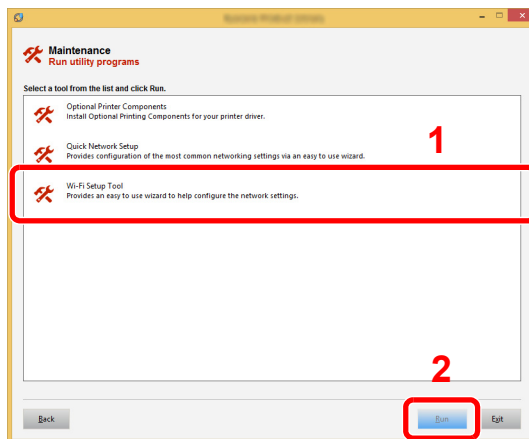 Maintenance
Run utility programs
Select a tool from the list and click Run.
Optional Printer Components
Install Optional Printing Components for your printer driver.
1
Quick Network Setup
Provides configuration of the most common networking settings via an easy to use wizard.
Wi-Fi Setup Tool
Provides an easy to use wizard to help configure the network settings.
2
Back
Run
Exit